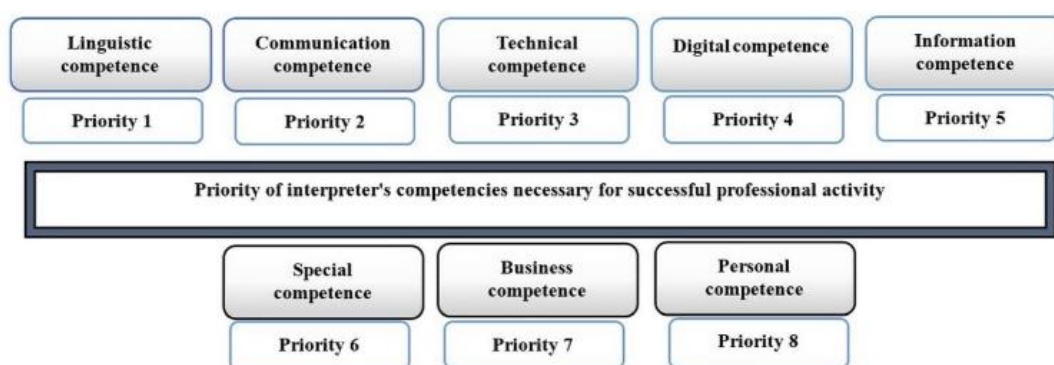 Linguistic
competence
Communication
competence
Technical
competence
Digital competence
Information
competence
Priority 1
Priority 2
Priority 3
Priority 4
Priority 5
Priority of interpreter's competencies necessary for successful professional activity
Special
competence
Business
competence
Personal
competence
Priority 6
Priority 7
Priority 8